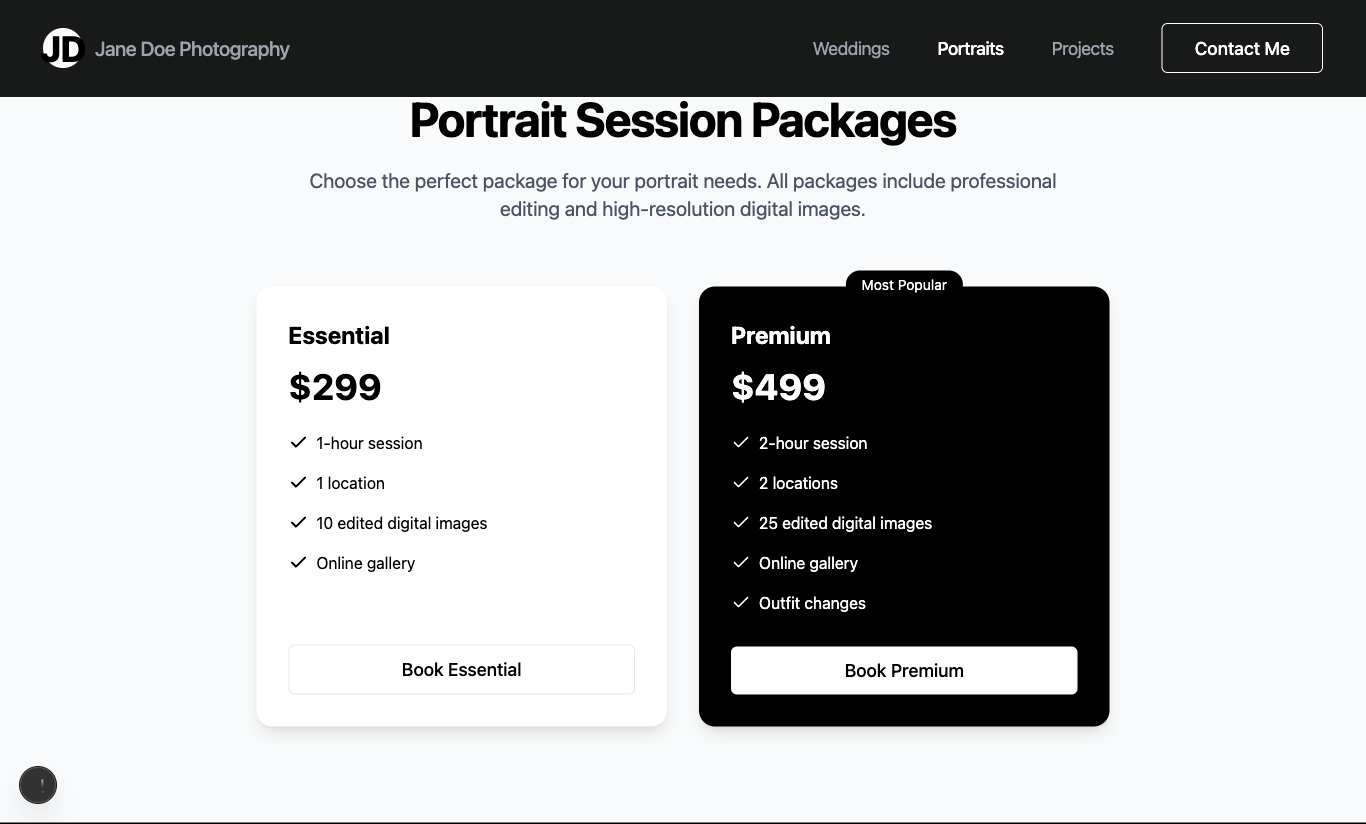 JD Jane Doe Photography
Weddings
Portraits
Projects
Contact Me
Portrait Session Packages
Choose the perfect package for your portrait needs. All packages include professional
editing and high-resolution digital images.
Essential
$299
1-hour session
1 location
10 edited digital images
Online gallery
Book Essential
Most Popular
Premium
$499
2-hour session
2 locations
25 edited digital images
Online gallery
Outfit changes
Book Premium
!